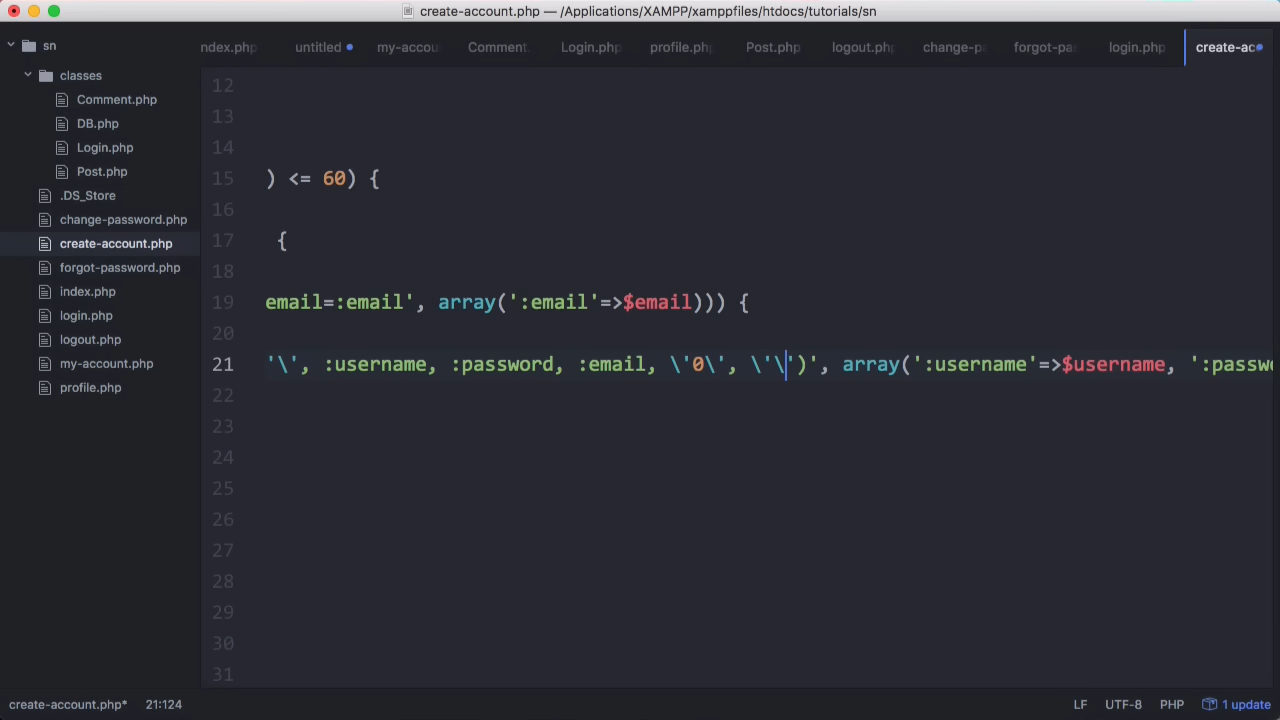 create-account.php — /Applications/XAMPP/xamppfiles/htdocs/tutorials/sn
sn
classes
Comment.php
DB.php
Login.php
Post.php
.DS_Store
change-password.php
create-account.php
forgot-password.php
index.php
login.php
logout.php
my-account.php
profile.php
ndex.php untitled my-accou Comment. Login.php profile.ph Post.php logout.ph change-p forgot-pa login.php create-ac
12
13
14
15 ) <= 60) {
16
17 {
18
19 email=:email', array(':email'=>$email))) {
20
21 '\', :username, :password, :email, \'0\', \'\')', array(':username'=>$username, ':passw
22
23
24
25
26
27
28
29
30
31
create-account.php* 21:124 LF UTF-8 PHP 1 update